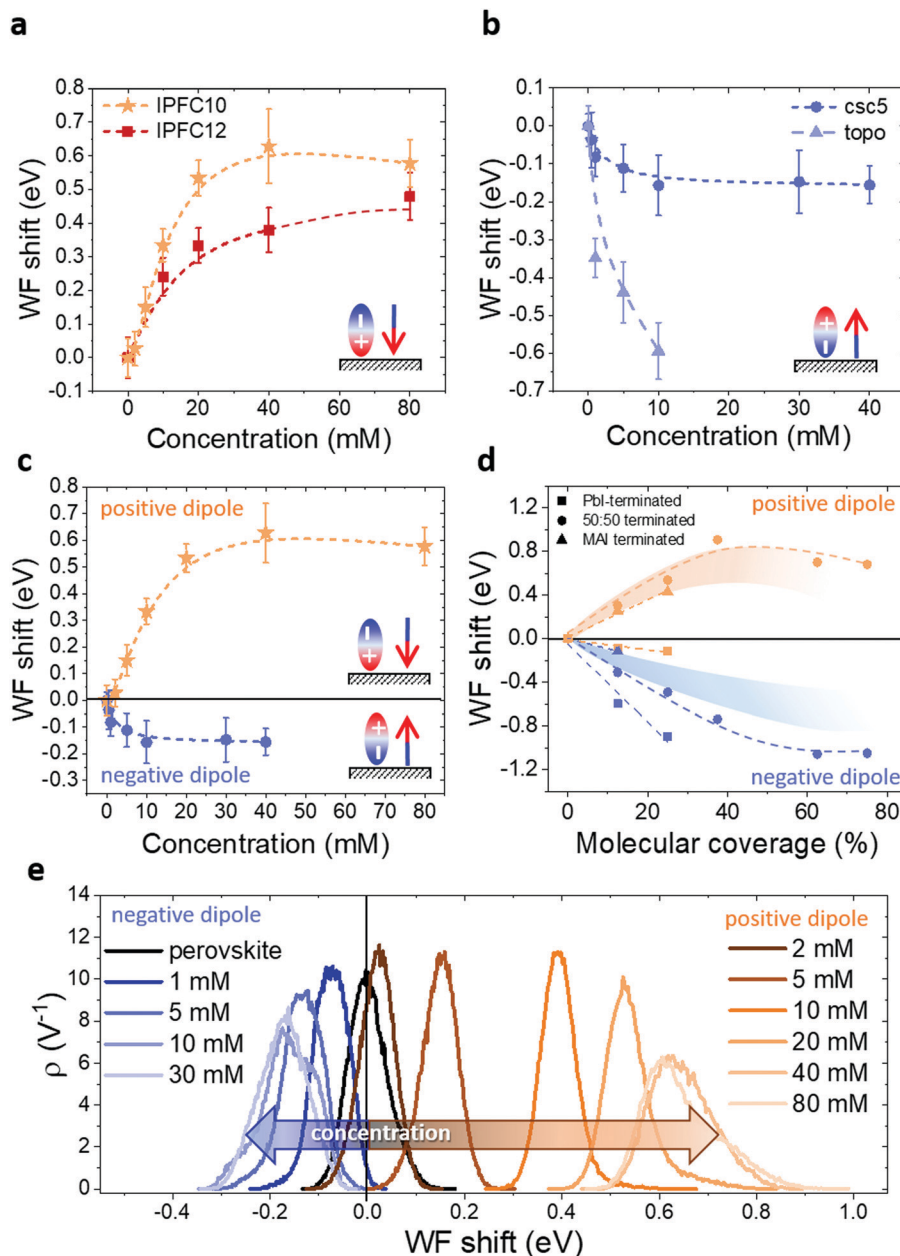 a
0.8
0.7
0.6
0.5
0.4
0.3
0.2
0.1
0.0
-0.1
WF shift (eV)
IPFC10
IPFC12
0 20 40 60 80
Concentration (mM)
b
0.1
0.0
-0.1
-0.2
-0.3
-0.4
-0.5
-0.6
-0.7
WF shift (eV)
csc5
topo
0 10 20 30 40
Concentration (mM)
c
0.8
0.7
0.6
0.5
0.4
0.3
0.2
0.1
0.0
-0.1
-0.2
-0.3
WF shift (eV)
positive dipole
negative dipole
0 10 20 30 40 50 60 70 80
Concentration (mM)
d
1.2
0.8
0.4
0.0
-0.4
-0.8
-1.2
WF shift (eV)
PbI-terminated
50:50 terminated
MAI terminated
positive dipole
negative dipole
0 20 40 60 80
Molecular coverage (%)
e
14
12
10
8
6
4
2
0
ρ (V⁻¹)
negative dipole
perovskite
1 mM
5 mM
10 mM
30 mM
positive dipole
2 mM
5 mM
10 mM
20 mM
40 mM
80 mM
concentration
-0.4 -0.2 0.0 0.2 0.4 0.6 0.8 1.0
WF shift (eV)